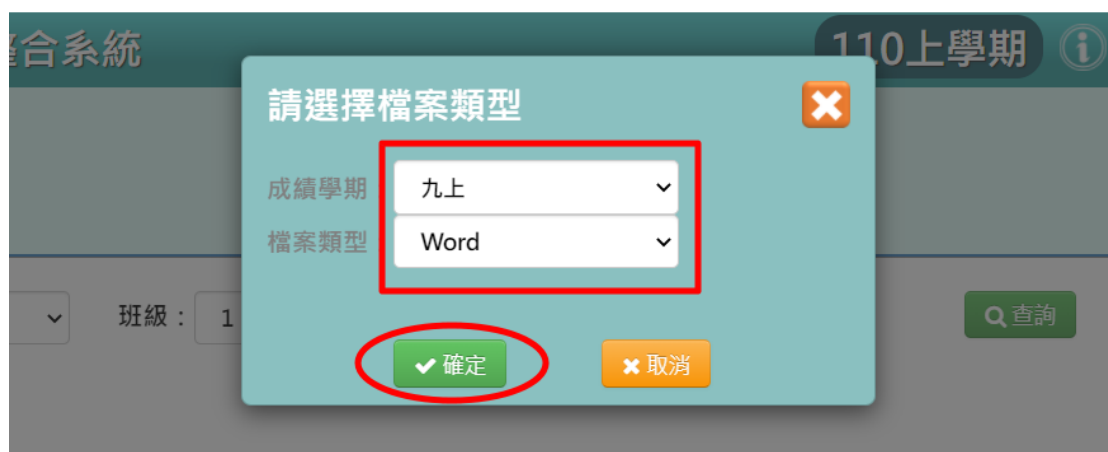 整合系統
110上學期
請選擇檔案類型
成績學期 九上
檔案類型 Word
班級: 1
查詢
確定 取消